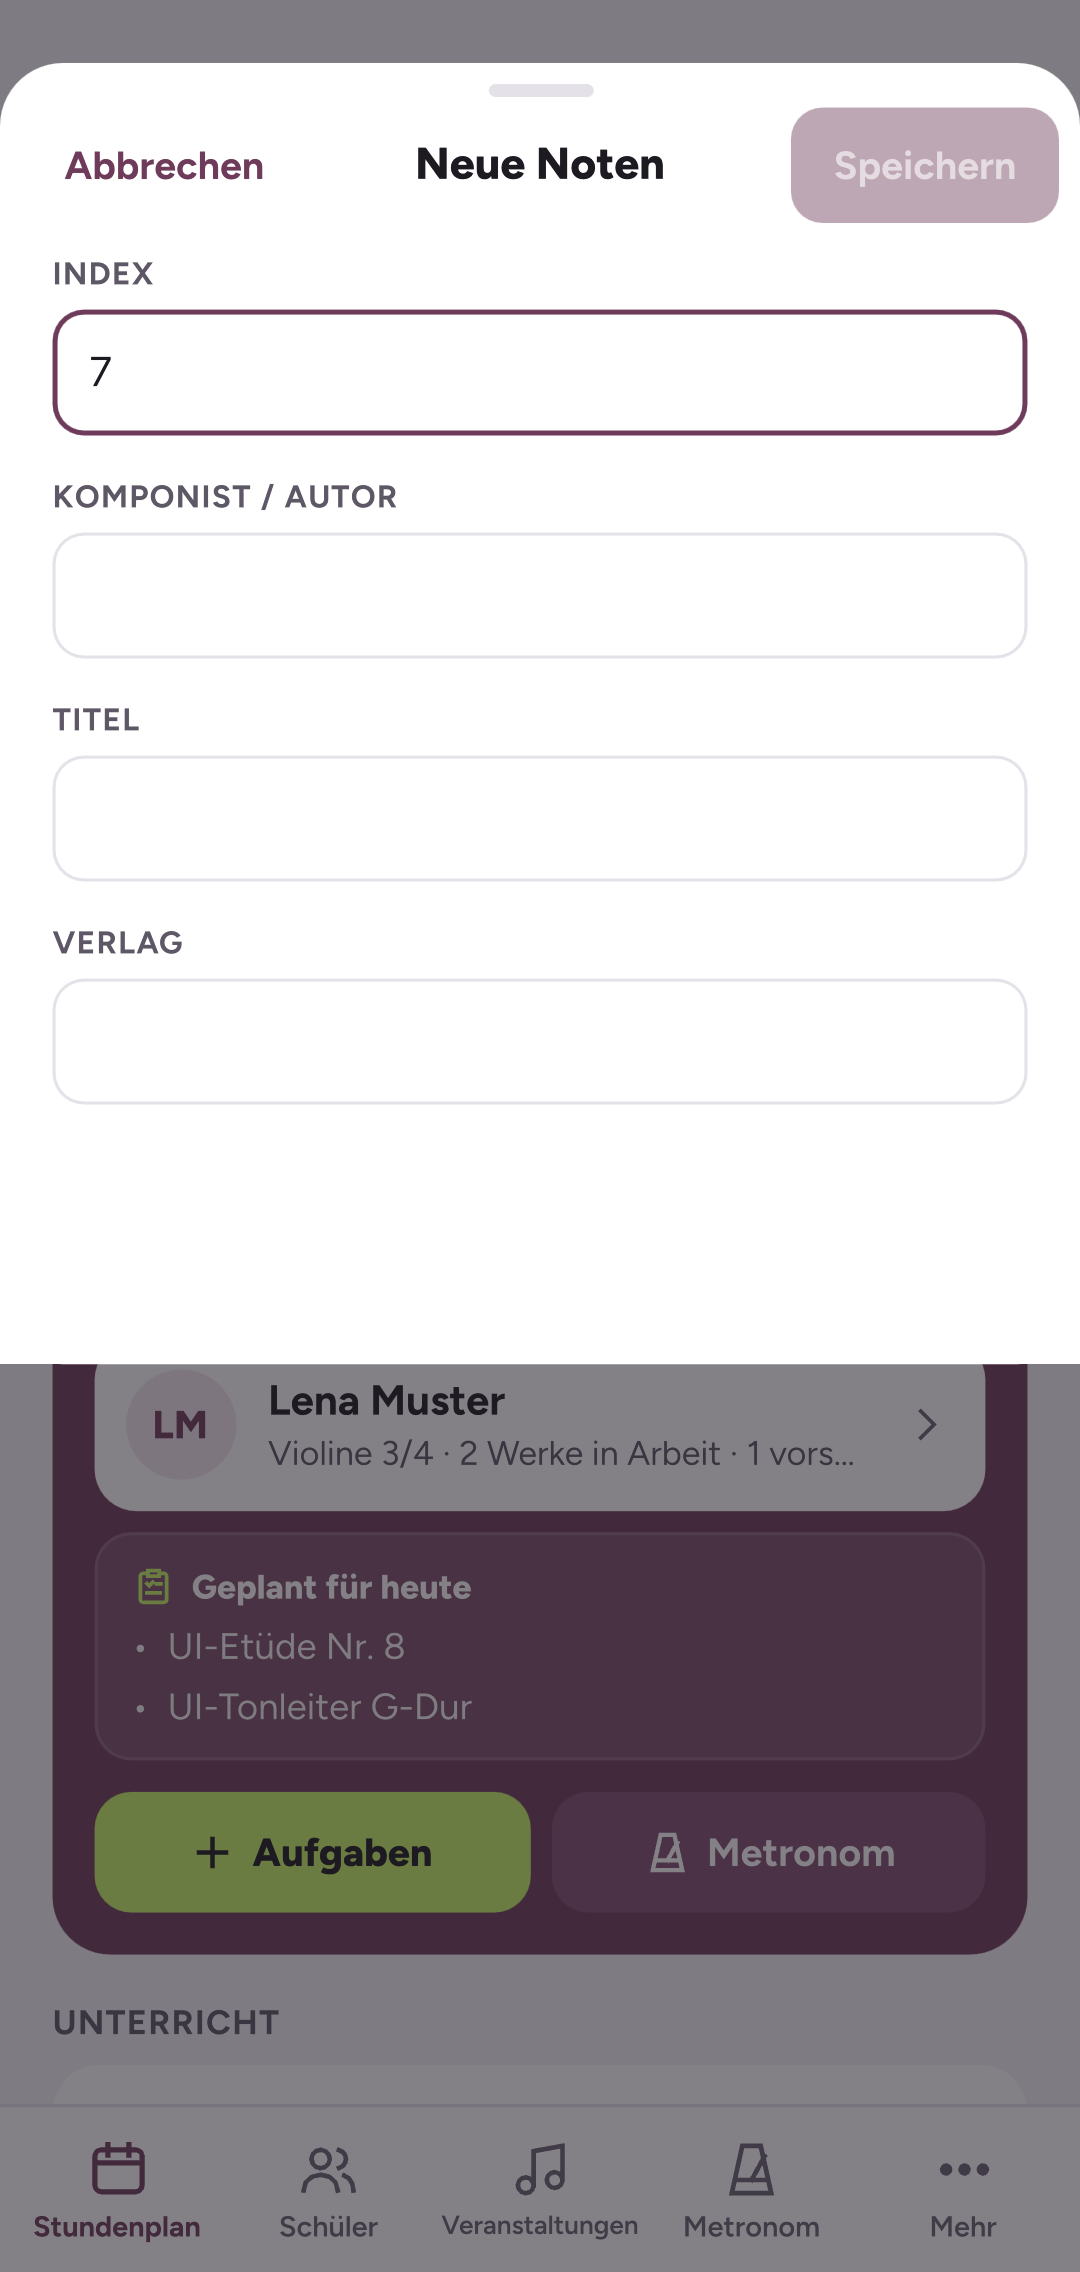 Abbrechen
Neue Noten
Speichern
INDEX
7
KOMPONIST / AUTOR
TITEL
VERLAG
LM
Lena Muster
Violine 3/4 · 2 Werke in Arbeit · 1 vors...
Geplant für heute
• UI-Etüde Nr. 8
• UI-Tonleiter G-Dur
+ Aufgaben
Metronom
UNTERRICHT
Stundenplan
Schüler
Veranstaltungen
Metronom
Mehr